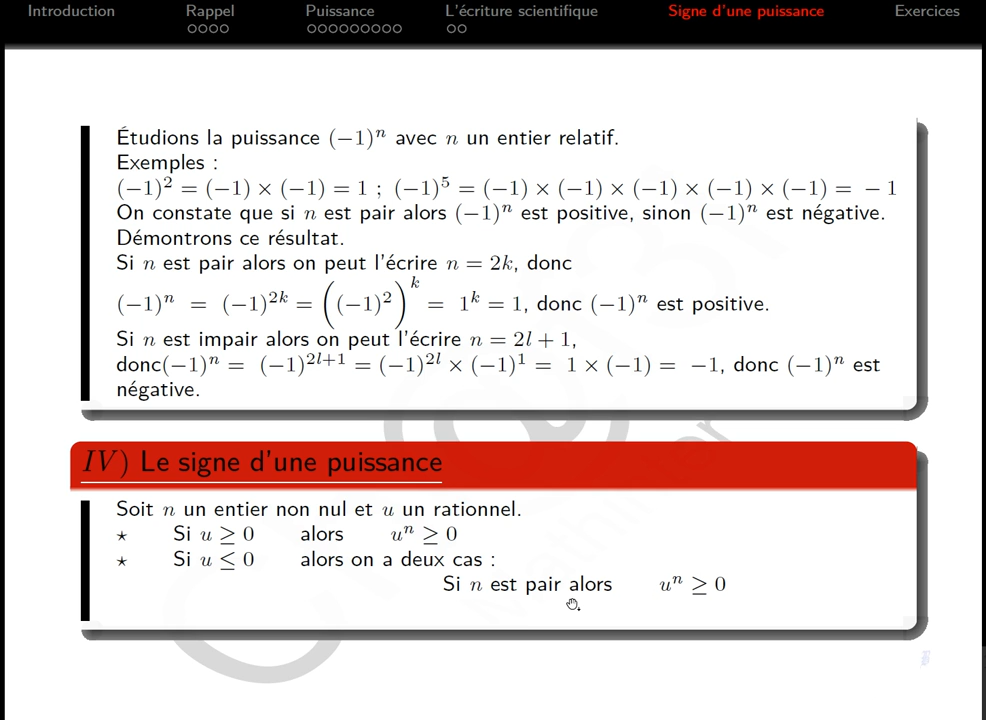 Introduction Rappel Puissance L'écriture scientifique Signe d'une puissance Exercices
Étudions la puissance (−1)ⁿ avec n un entier relatif.
Exemples :
(−1)² = (−1) × (−1) = 1 ; (−1)⁵ = (−1) × (−1) × (−1) × (−1) × (−1) = − 1
On constate que si n est pair alors (−1)ⁿ est positive, sinon (−1)ⁿ est négative.
Démontrons ce résultat.
Si n est pair alors on peut l'écrire n = 2k, donc
(−1)ⁿ = (−1)²ᵏ = ((−1)²)ᵏ = 1ᵏ = 1, donc (−1)ⁿ est positive.
Si n est impair alors on peut l'écrire n = 2l + 1,
donc(−1)ⁿ = (−1)²ˡ⁺¹ = (−1)²ˡ × (−1)¹ = 1 × (−1) = −1, donc (−1)ⁿ est
négative.
IV) Le signe d'une puissance
Soit n un entier non nul et u un rationnel.
⋆ Si u ≥ 0 alors uⁿ ≥ 0
⋆ Si u ≤ 0 alors on a deux cas :
Si n est pair alors uⁿ ≥ 0